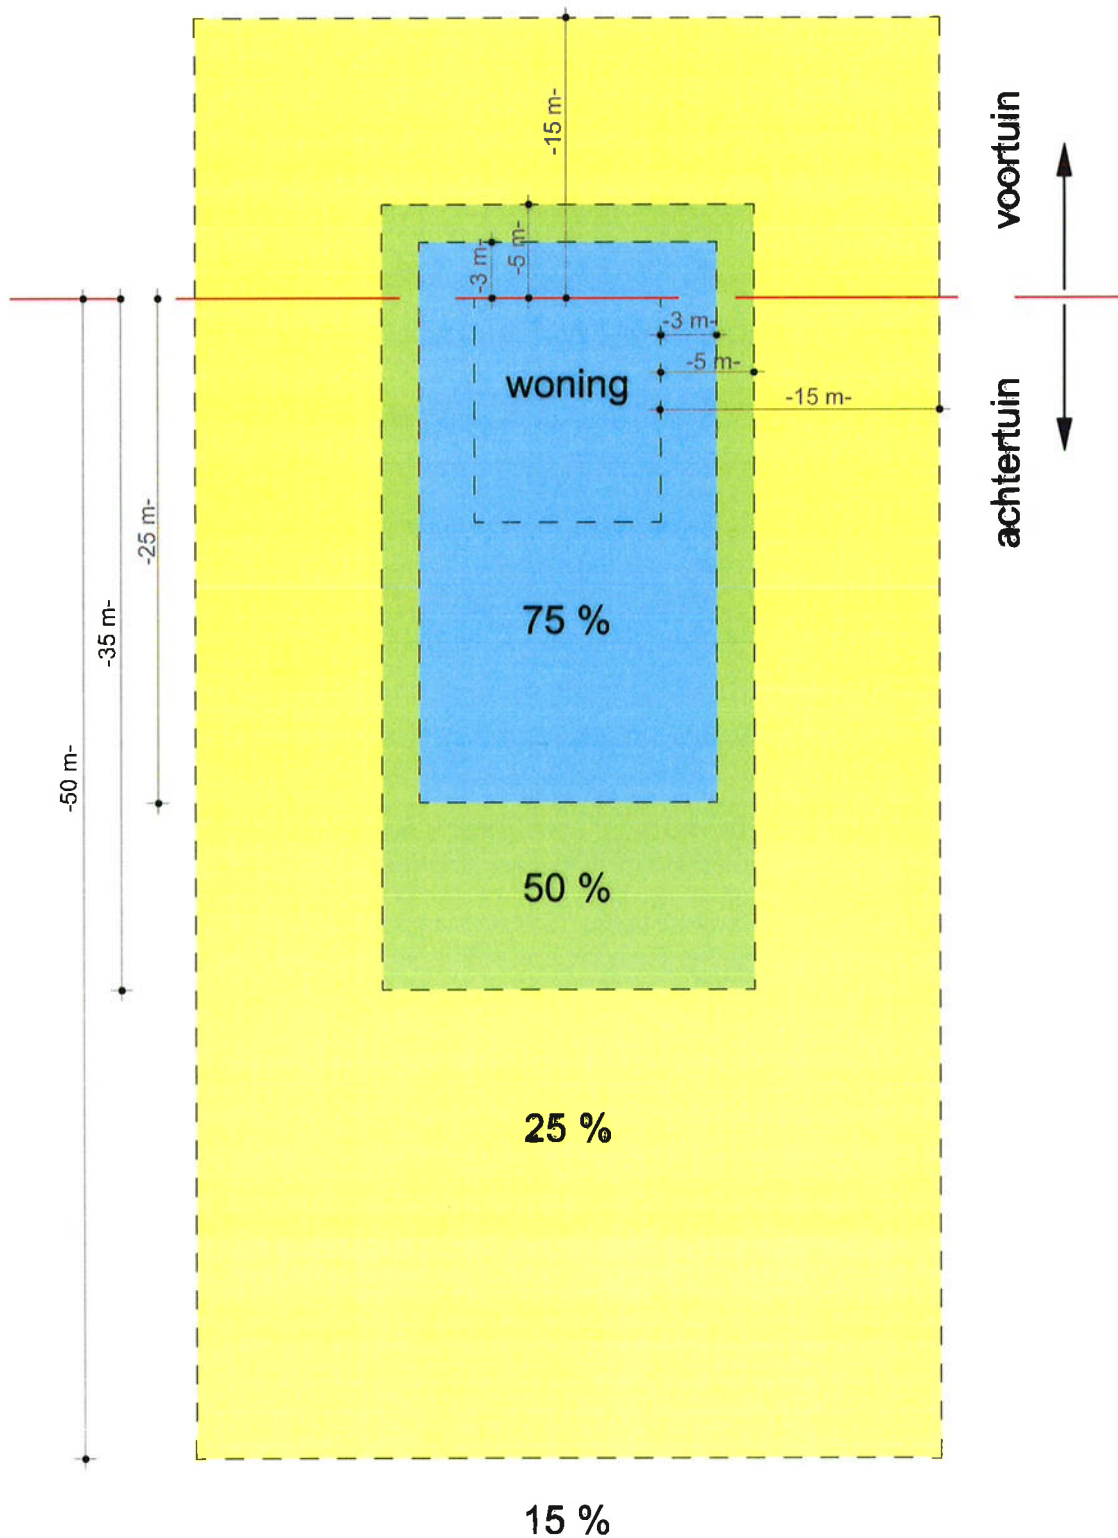 -15 m-
voortuin
-3 m-
-5 m-
-3 m-
-5 m-
-15 m-
woning
achtertuin
-25 m-
-35 m-
-50 m-
75 %
50 %
25 %
15 %